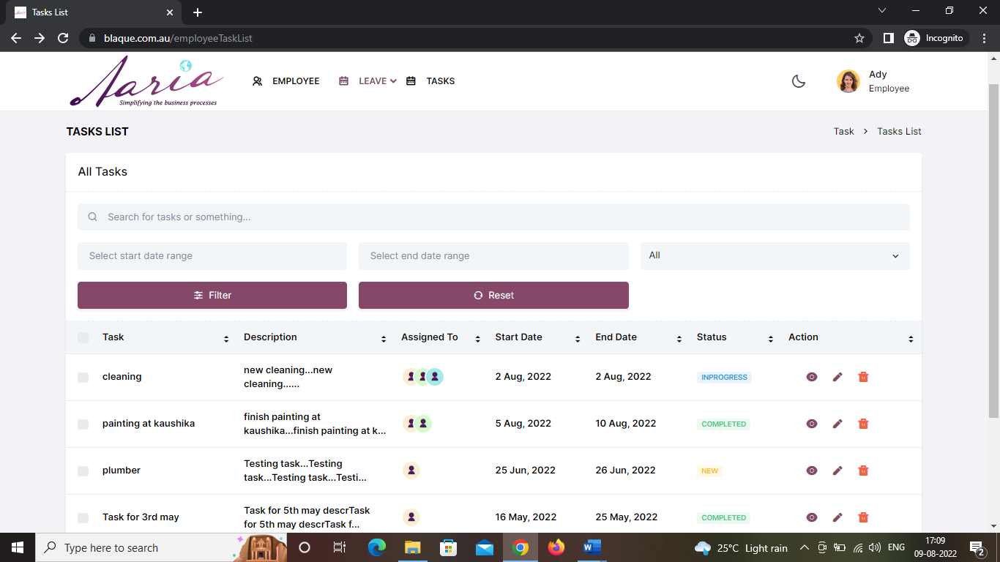 Tasks List
blaque.com.au/employeeTaskList
Incognito
Aaria
Simplifying the business processes
EMPLOYEE
LEAVE
TASKS
Ady
Employee
TASKS LIST
Task > Tasks List
All Tasks
Search for tasks or something...
Select start date range
Select end date range
All
Filter
Reset
Task Description Assigned To Start Date End Date Status Action
cleaning
new cleaning...new
cleaning......
2 Aug, 2022
2 Aug, 2022
INPROGRESS
painting at kaushika
finish painting at
kaushika...finish painting at k...
5 Aug, 2022
10 Aug, 2022
COMPLETED
plumber
Testing task...Testing
task...Testing task...Testi...
25 Jun, 2022
26 Jun, 2022
NEW
Task for 3rd may
Task for 5th may descrTask
for 5th may descrTask f...
16 May, 2022
25 May, 2022
COMPLETED
Type here to search
25°C Light rain
ENG
17:09
09-08-2022
2